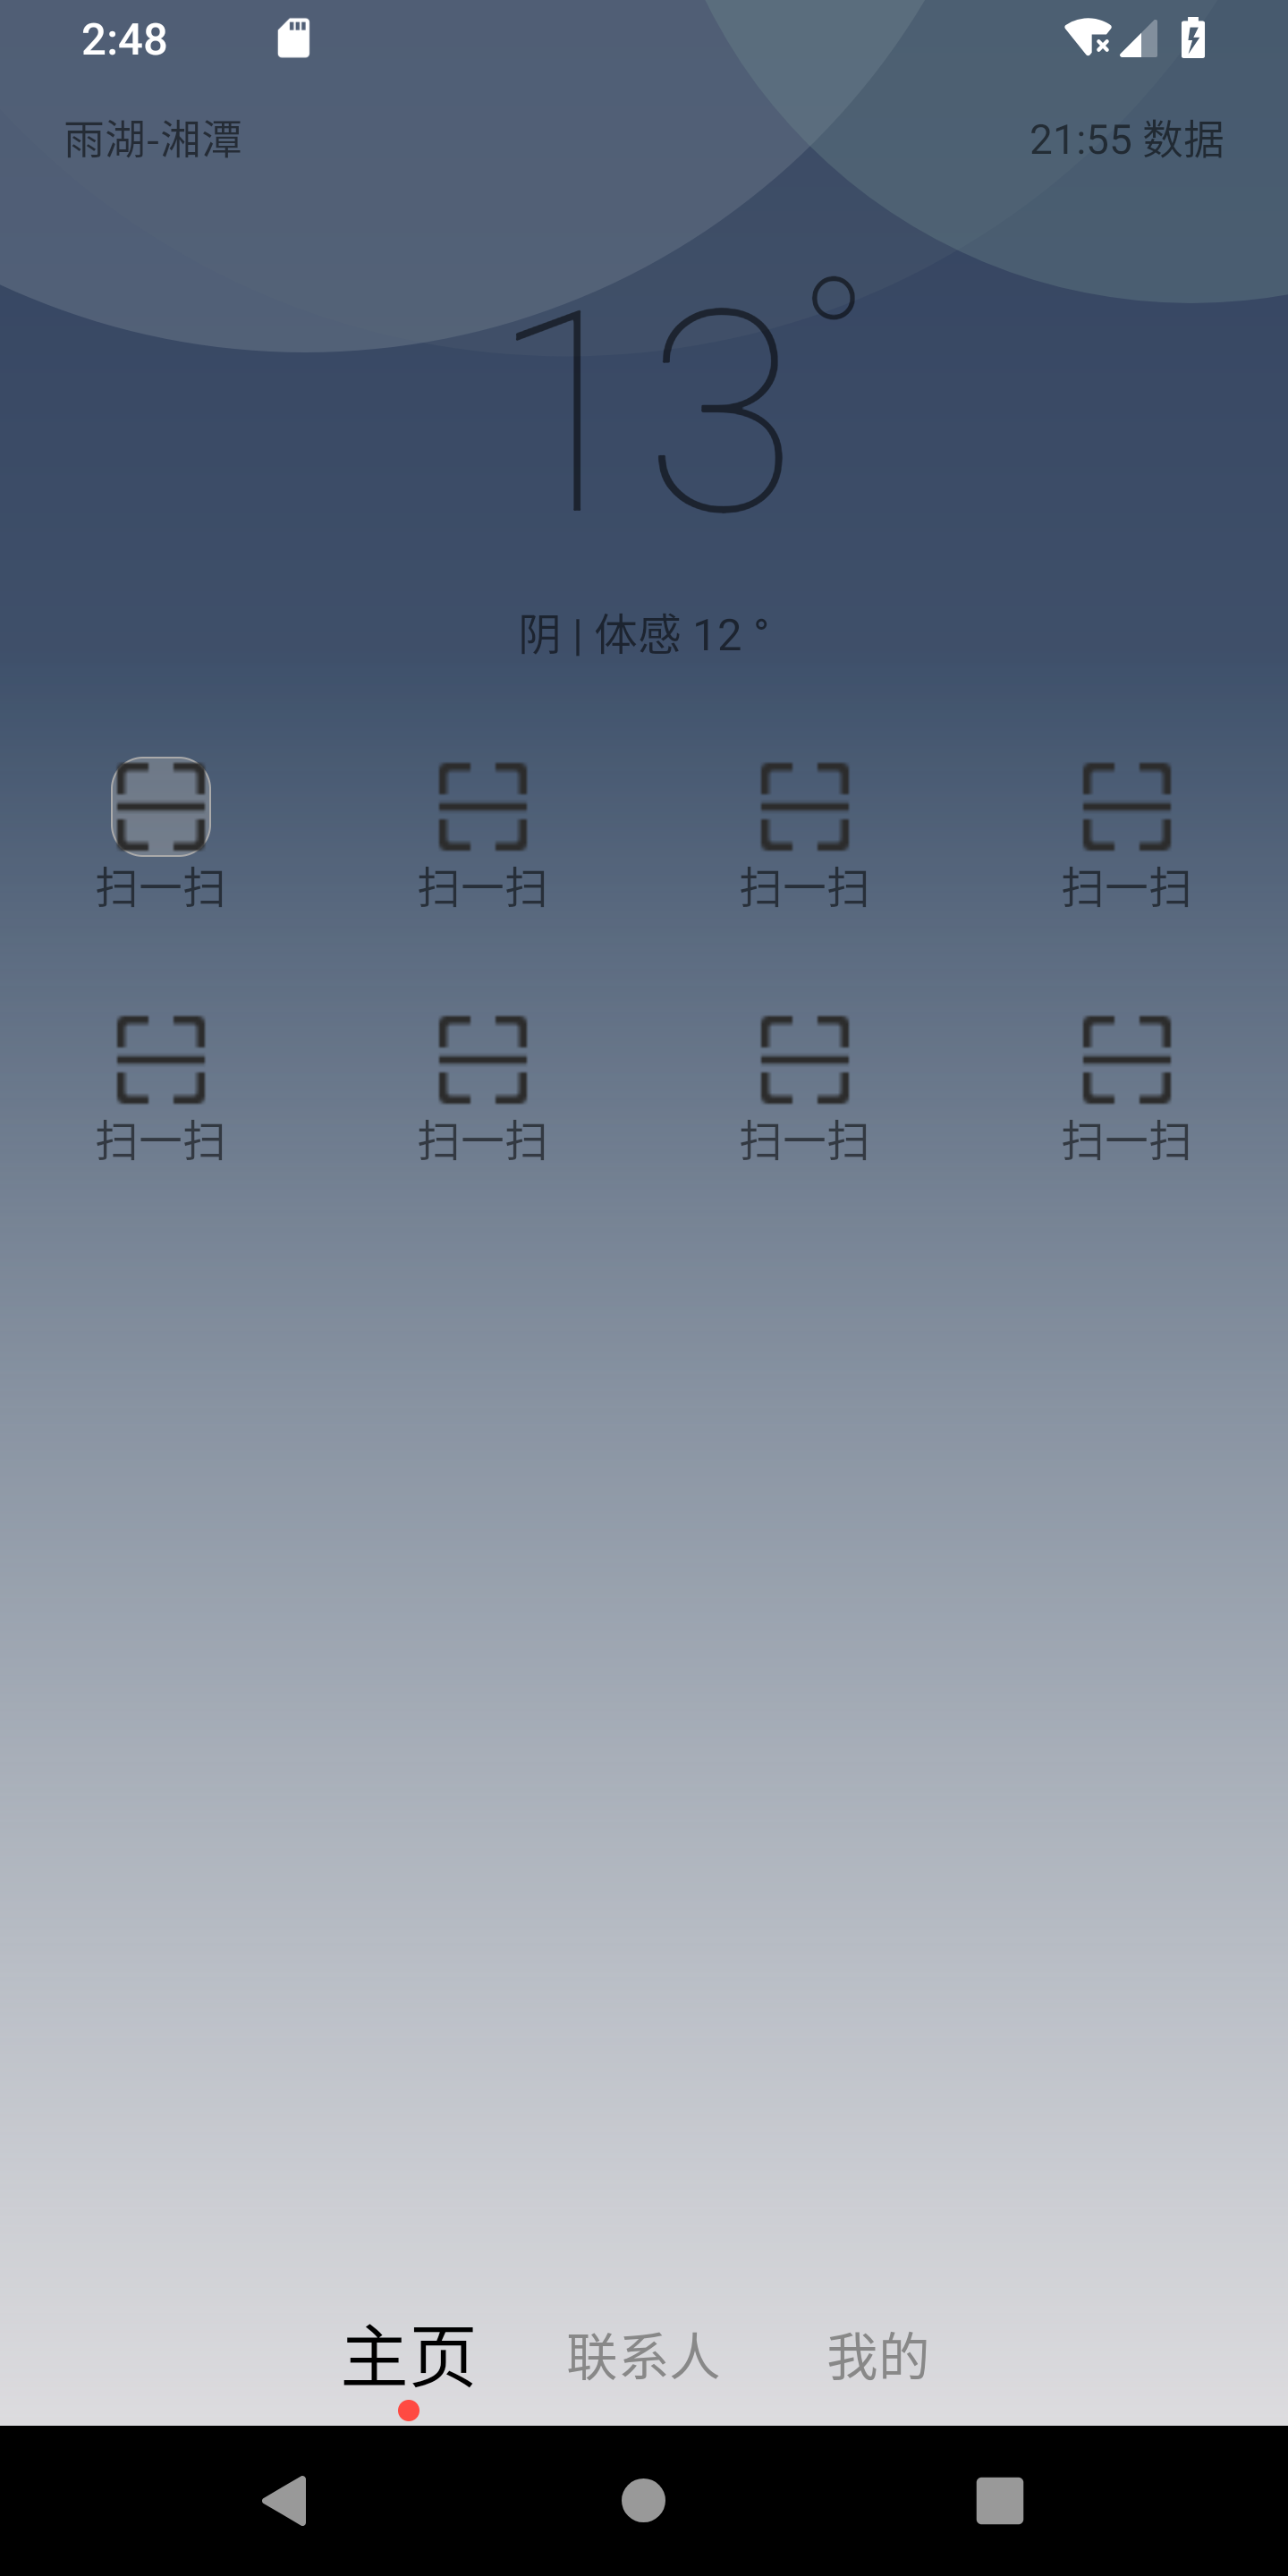 2:48
雨湖-湘潭 21:55 数据
13°
阴 | 体感 12 °
扫一扫 扫一扫 扫一扫 扫一扫
扫一扫 扫一扫 扫一扫 扫一扫
主页 联系人 我的